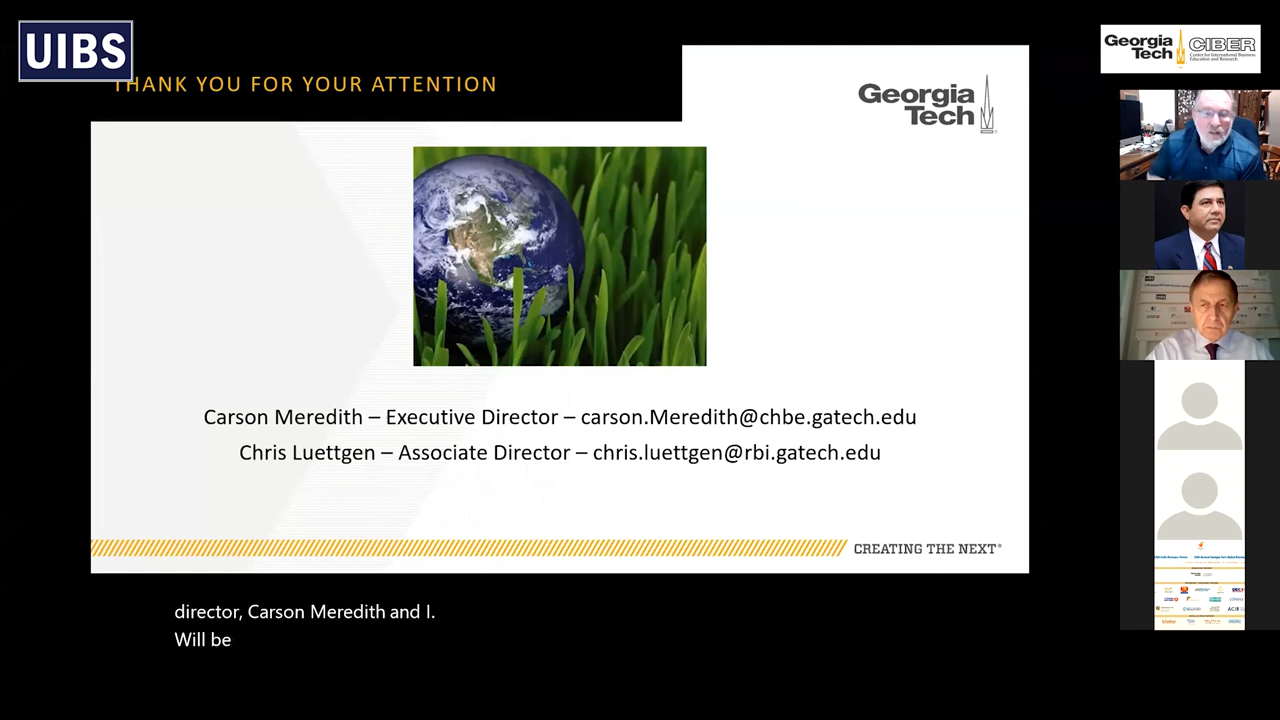 UIBS
THANK YOU FOR YOUR ATTENTION
Georgia
Tech
Georgia
Tech
CIBER
Center for International Business
Education and Research
Carson Meredith – Executive Director – carson.Meredith@chbe.gatech.edu
Chris Luettgen – Associate Director – chris.luettgen@rbi.gatech.edu
CREATING THE NEXT®
director, Carson Meredith and I.
Will be